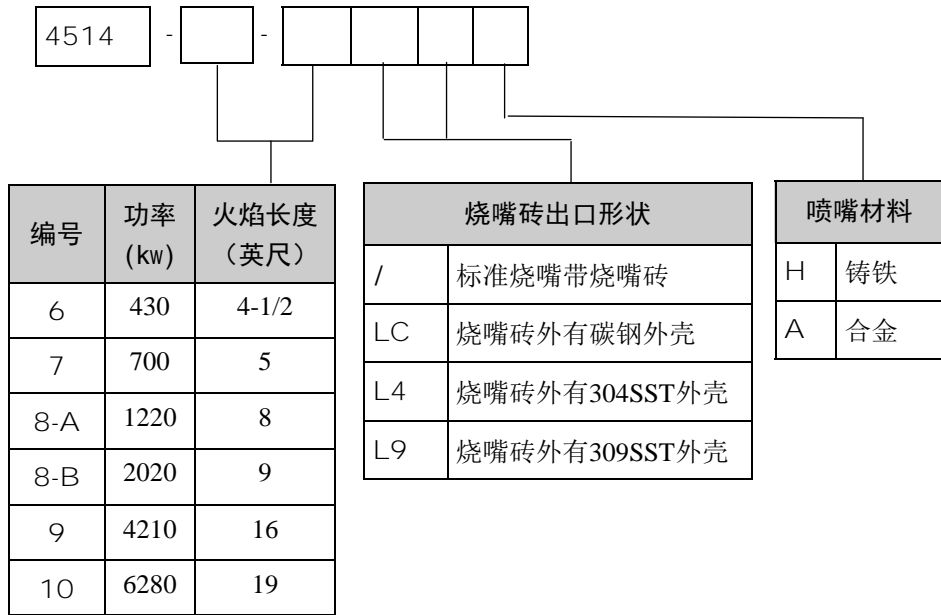 4514 - -
编号 功率 (kw) 火焰长度 （英尺）
6 430 4-1/2
7 700 5
8-A 1220 8
8-B 2020 9
9 4210 16
10 6280 19
烧嘴砖出口形状
/ 标准烧嘴带烧嘴砖
LC 烧嘴砖外有碳钢外壳
L4 烧嘴砖外有304SST外壳
L9 烧嘴砖外有309SST外壳
喷嘴材料
H 铸铁
A 合金